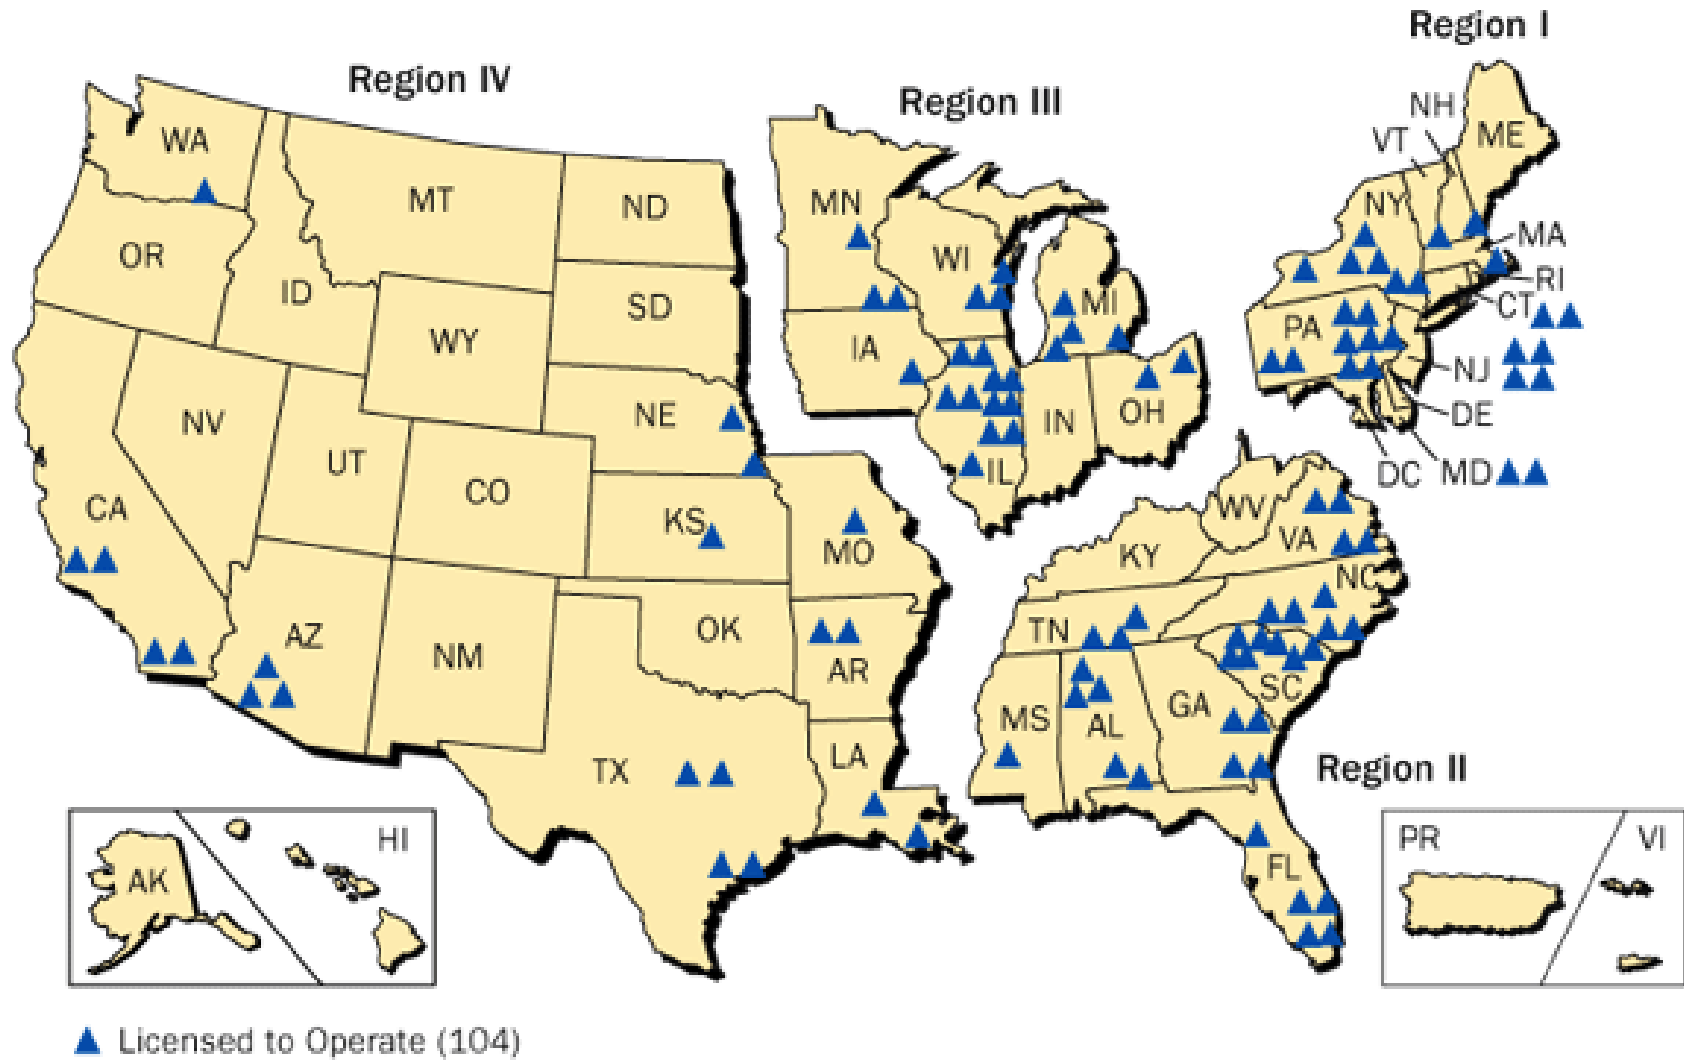 Region I
Region IV
Region III
NH
VT
ME
WA
MT
ND
MN
NY
MA
OR
WI
RI
ID
SD
MI
CT
WY
IA
PA
NJ
NE
IN
OH
DE
NV
UT
CO
IL
DC
MD
CA
KS
MO
WV
VA
KY
NC
AZ
NM
OK
AR
TN
SC
MS
AL
GA
TX
LA
Region II
AK
HI
FL
PR
VI
Licensed to Operate (104)